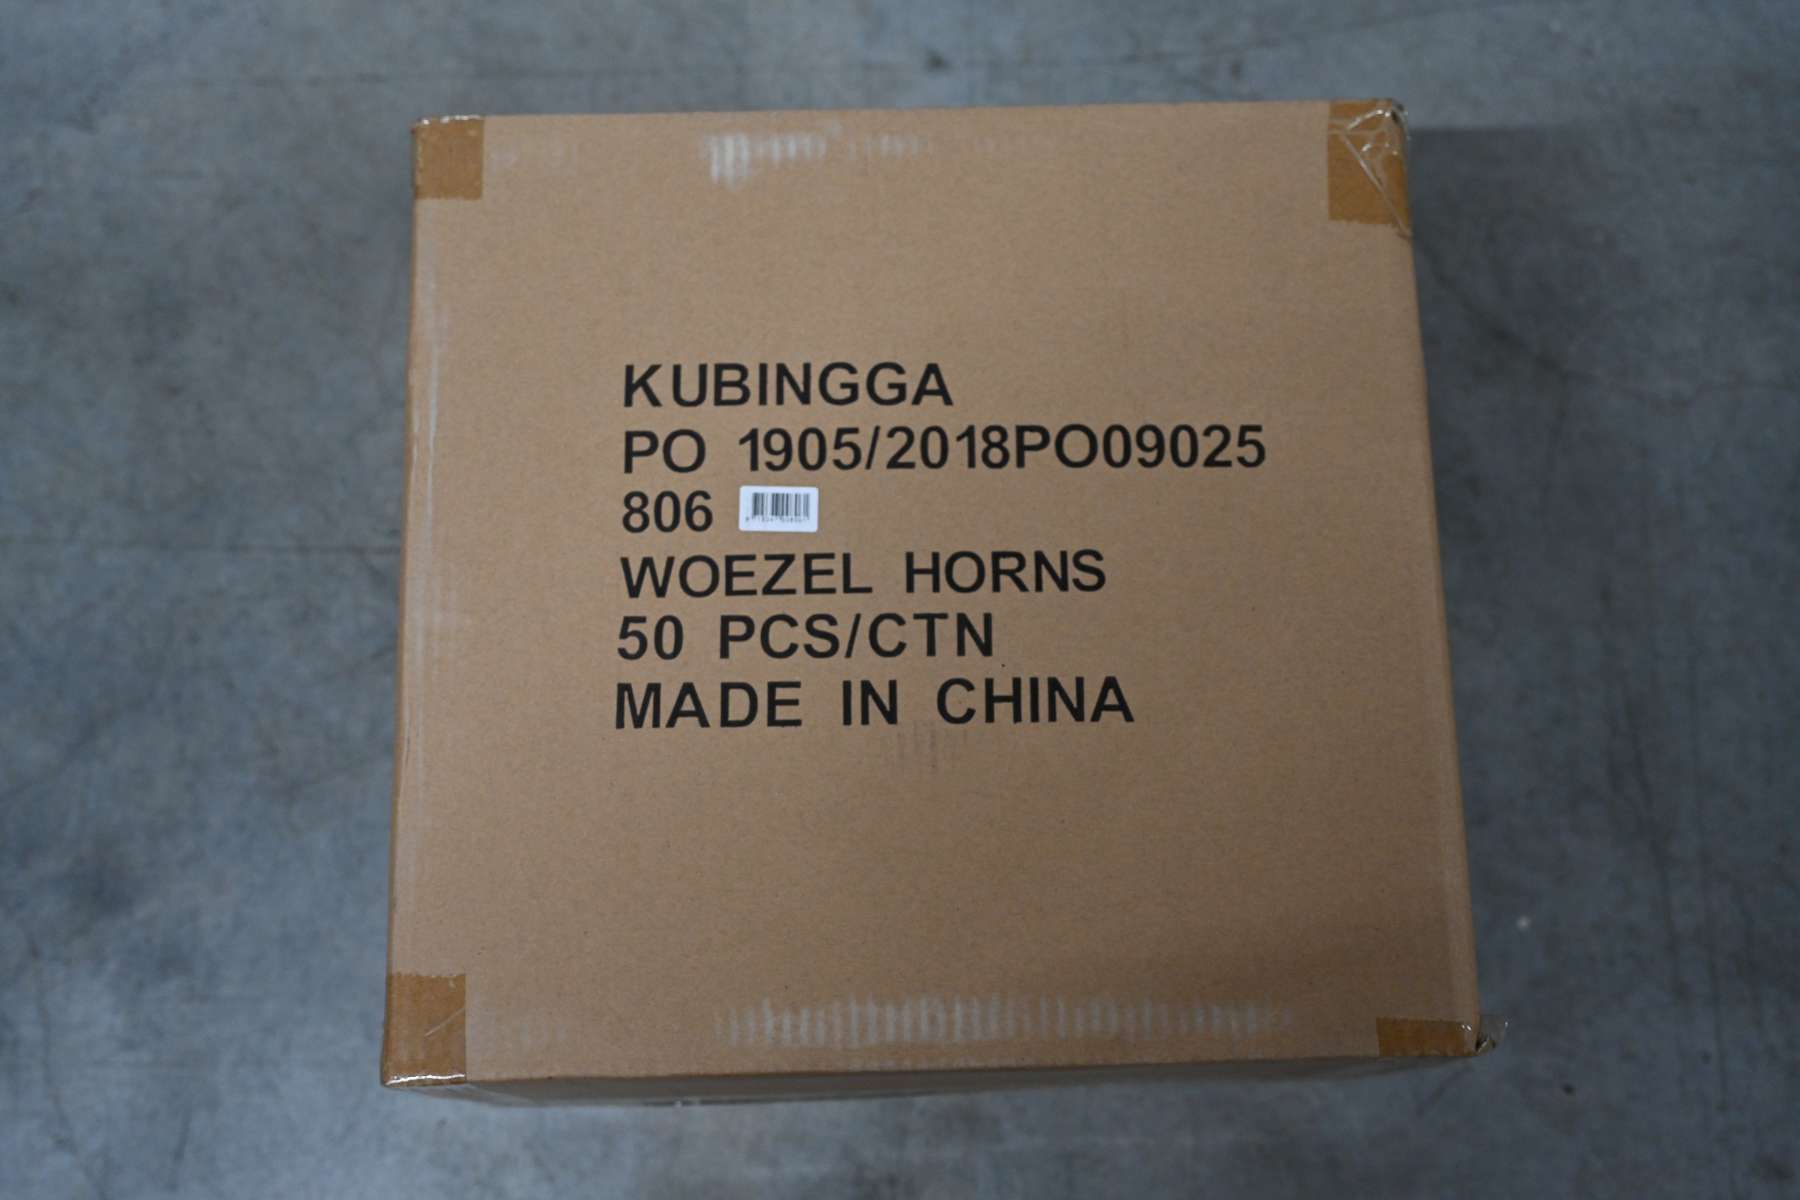 KUBINGGA
PO 1905/2018PO09025
806
WOEZEL HORNS
50 PCS/CTN
MADE IN CHINA